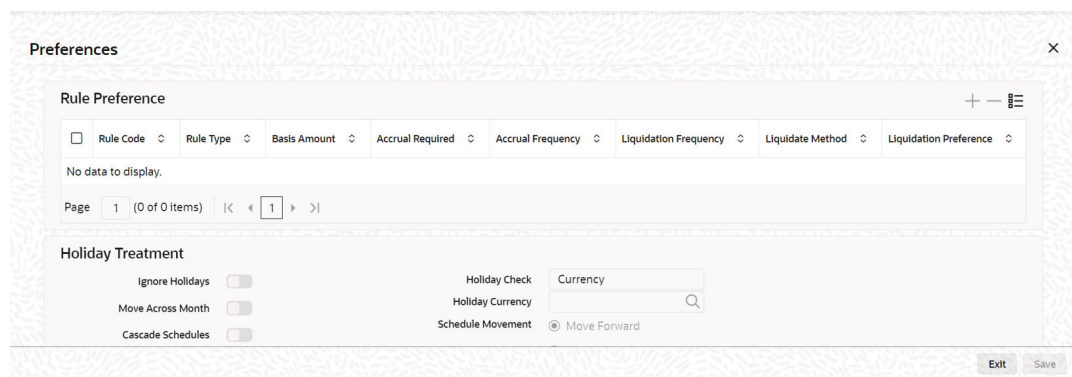 Preferences
Rule Preference
Rule Code Rule Type Basis Amount Accrual Required Accrual Frequency Liquidation Frequency Liquidate Method Liquidation Preference
No data to display.
Page 1 (0 of 0 items) 1
Holiday Treatment
Ignore Holidays
Holiday Check Currency
Move Across Month
Holiday Currency
Cascade Schedules
Schedule Movement Move Forward
Exit Save